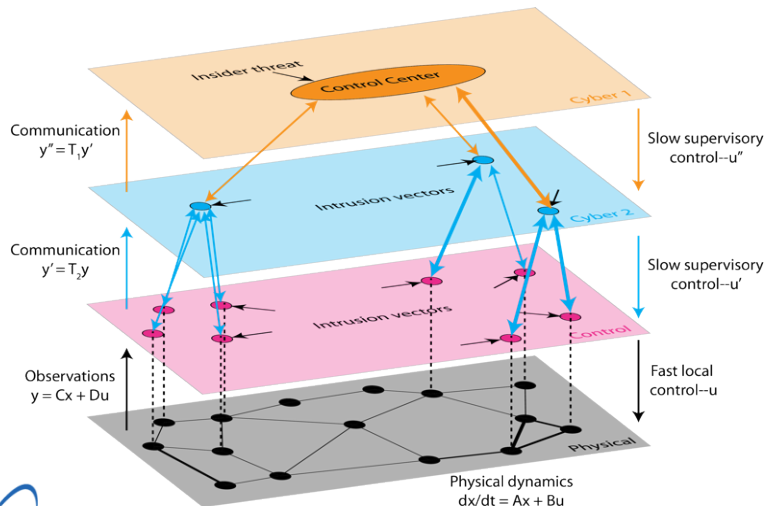 Insider threat
Control Center
Cyber 1
Communication
y″ = T₁y′
Slow supervisory
control--u″
Intrusion vectors
Cyber 2
Communication
y′ = T₂y
Slow supervisory
control--u′
Intrusion vectors
Control
Observations
y = Cx + Du
Fast local
control--u
Physical
Physical dynamics
dx/dt = Ax + Bu